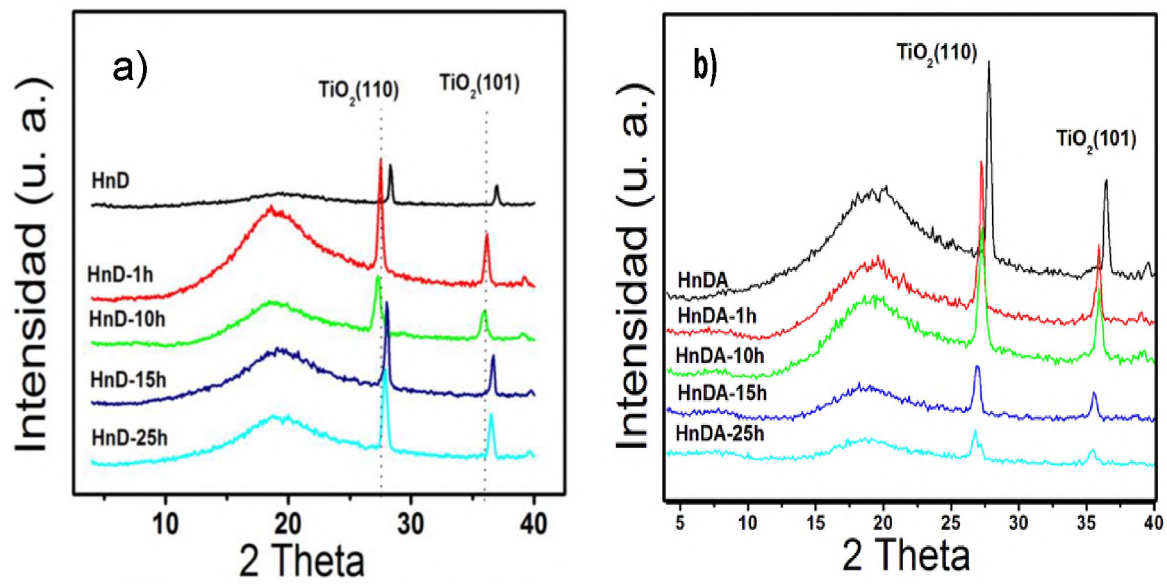 a)
TiO₂(110)
TiO₂(101)
HnD
HnD-1h
HnD-10h
HnD-15h
HnD-25h
10 20 30 40
2 Theta
Intensidad (u. a.)
b)
TiO₂(110)
TiO₂(101)
HnDA
HnDA-1h
HnDA-10h
HnDA-15h
HnDA-25h
5 10 15 20 25 30 35 40
2 Theta
Intensidad (u. a.)